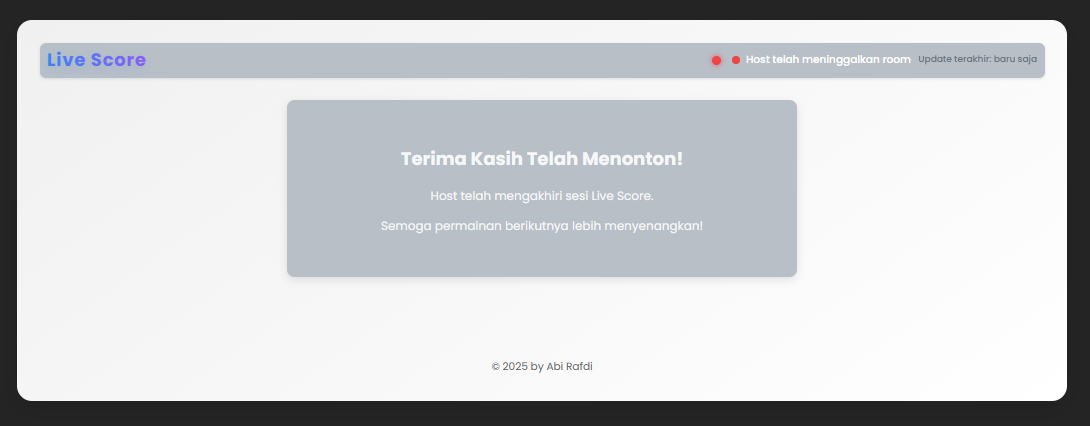 Live Score
Host telah meninggalkan room
Update terakhir: baru saja
Terima Kasih Telah Menonton!
Host telah mengakhiri sesi Live Score.
Semoga permainan berikutnya lebih menyenangkan!
© 2025 by Abi Rafdi